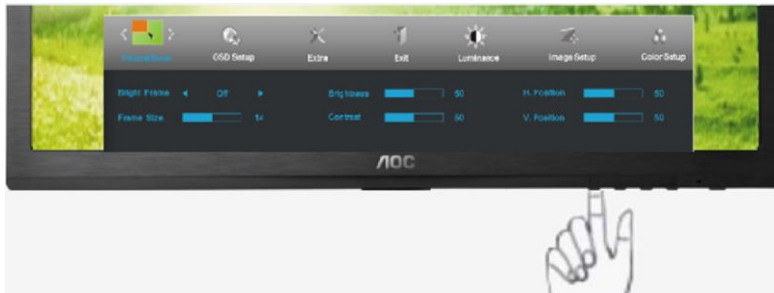 OSD Setup
Extra
Exit
Luminance
Image Setup
Color Setup
Bright Frame Off Brightness 50 H. Position 50
Frame Size 14 Contrast 50 V. Position 50
AOC